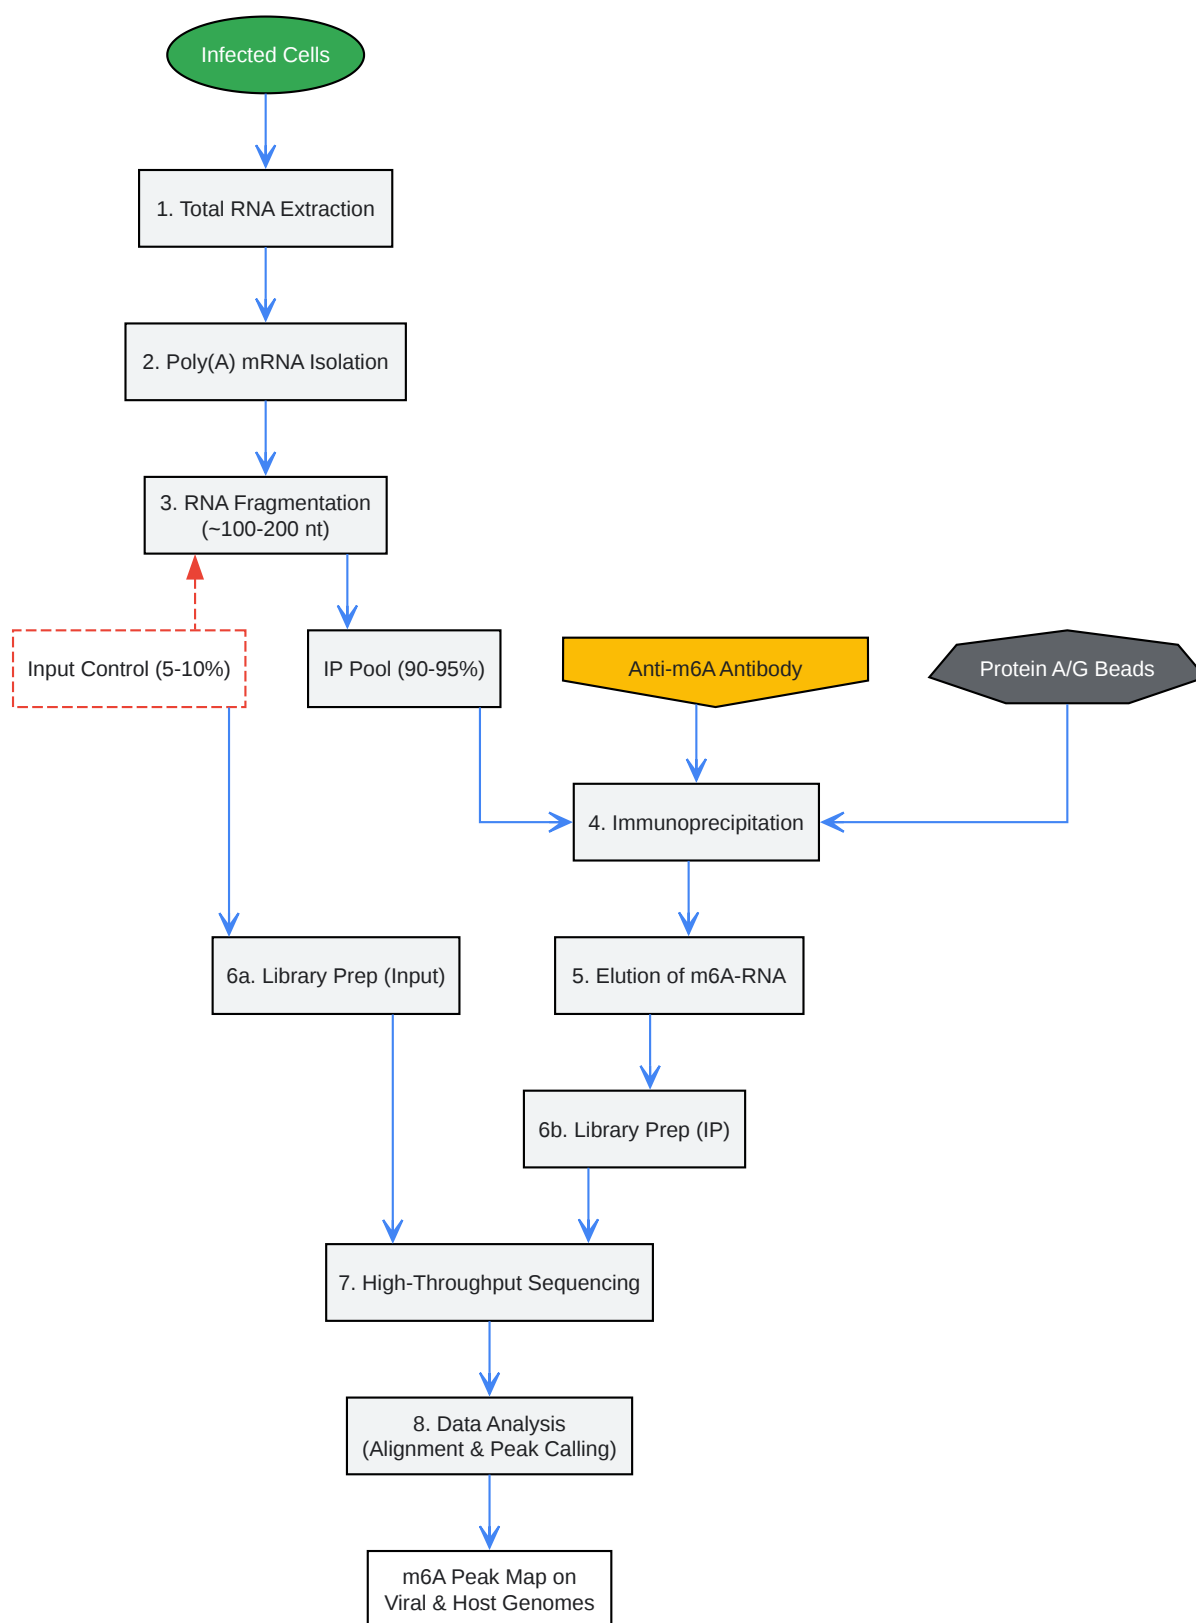 Infected Cells
1. Total RNA Extraction
2. Poly(A) mRNA Isolation
3. RNA Fragmentation
(~100-200 nt)
Input Control (5-10%)
IP Pool (90-95%)
Anti-m6A Antibody
Protein A/G Beads
4. Immunoprecipitation
6a. Library Prep (Input)
5. Elution of m6A-RNA
6b. Library Prep (IP)
7. High-Throughput Sequencing
8. Data Analysis
(Alignment & Peak Calling)
m6A Peak Map on
Viral & Host Genomes